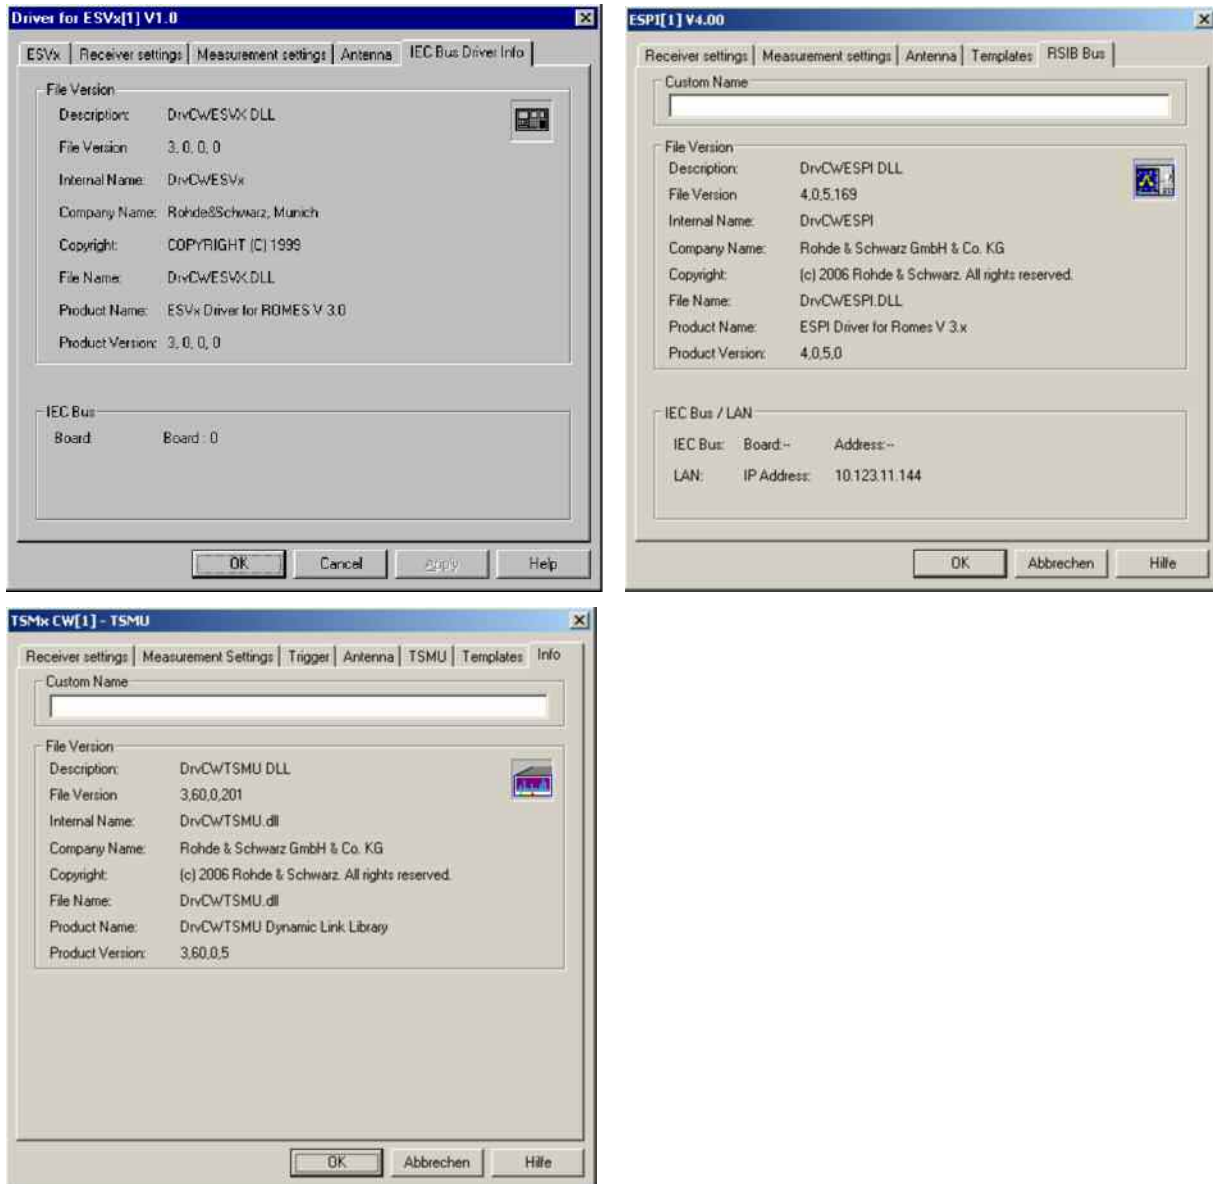 Driver for ESVx[1] V1.0
ESVx Receiver settings Measurement settings Antenna IEC Bus Driver Info
File Version
Description: DrvCWESVX DLL
File Version 3, 0, 0, 0
Internal Name: DrvCWESVx
Company Name: Rohde&Schwarz, Munich
Copyright: COPYRIGHT (C) 1999
File Name: DrvCWESVX.DLL
Product Name: ESVx Driver for ROMES V 3.0
Product Version: 3, 0, 0, 0
IEC Bus
Board Board : 0
OK Cancel Apply Help
ESPI[1] V4.00
Receiver settings Measurement settings Antenna Templates RSIB Bus
Custom Name
File Version
Description: DrvCWESPI DLL
File Version 4,0,5,169
Internal Name: DrvCWESPI
Company Name: Rohde & Schwarz GmbH & Co. KG
Copyright: (c) 2006 Rohde & Schwarz. All rights reserved.
File Name: DrvCWESPI.DLL
Product Name: ESPI Driver for Romes V 3.x
Product Version: 4,0,5,0
IEC Bus / LAN
IEC Bus: Board:-- Address:--
LAN: IP Address: 10.123.11.144
OK Abbrechen Hilfe
TSMx CW[1] - TSMU
Receiver settings Measurement Settings Trigger Antenna TSMU Templates Info
Custom Name
File Version
Description: DrvCWTSMU DLL
File Version 3,60,0,201
Internal Name: DrvCWTSMU.dll
Company Name: Rohde & Schwarz GmbH & Co. KG
Copyright: (c) 2006 Rohde & Schwarz. All rights reserved.
File Name: DrvCWTSMU.dll
Product Name: DrvCWTSMU Dynamic Link Library
Product Version: 3,60,0,5
OK Abbrechen Hilfe